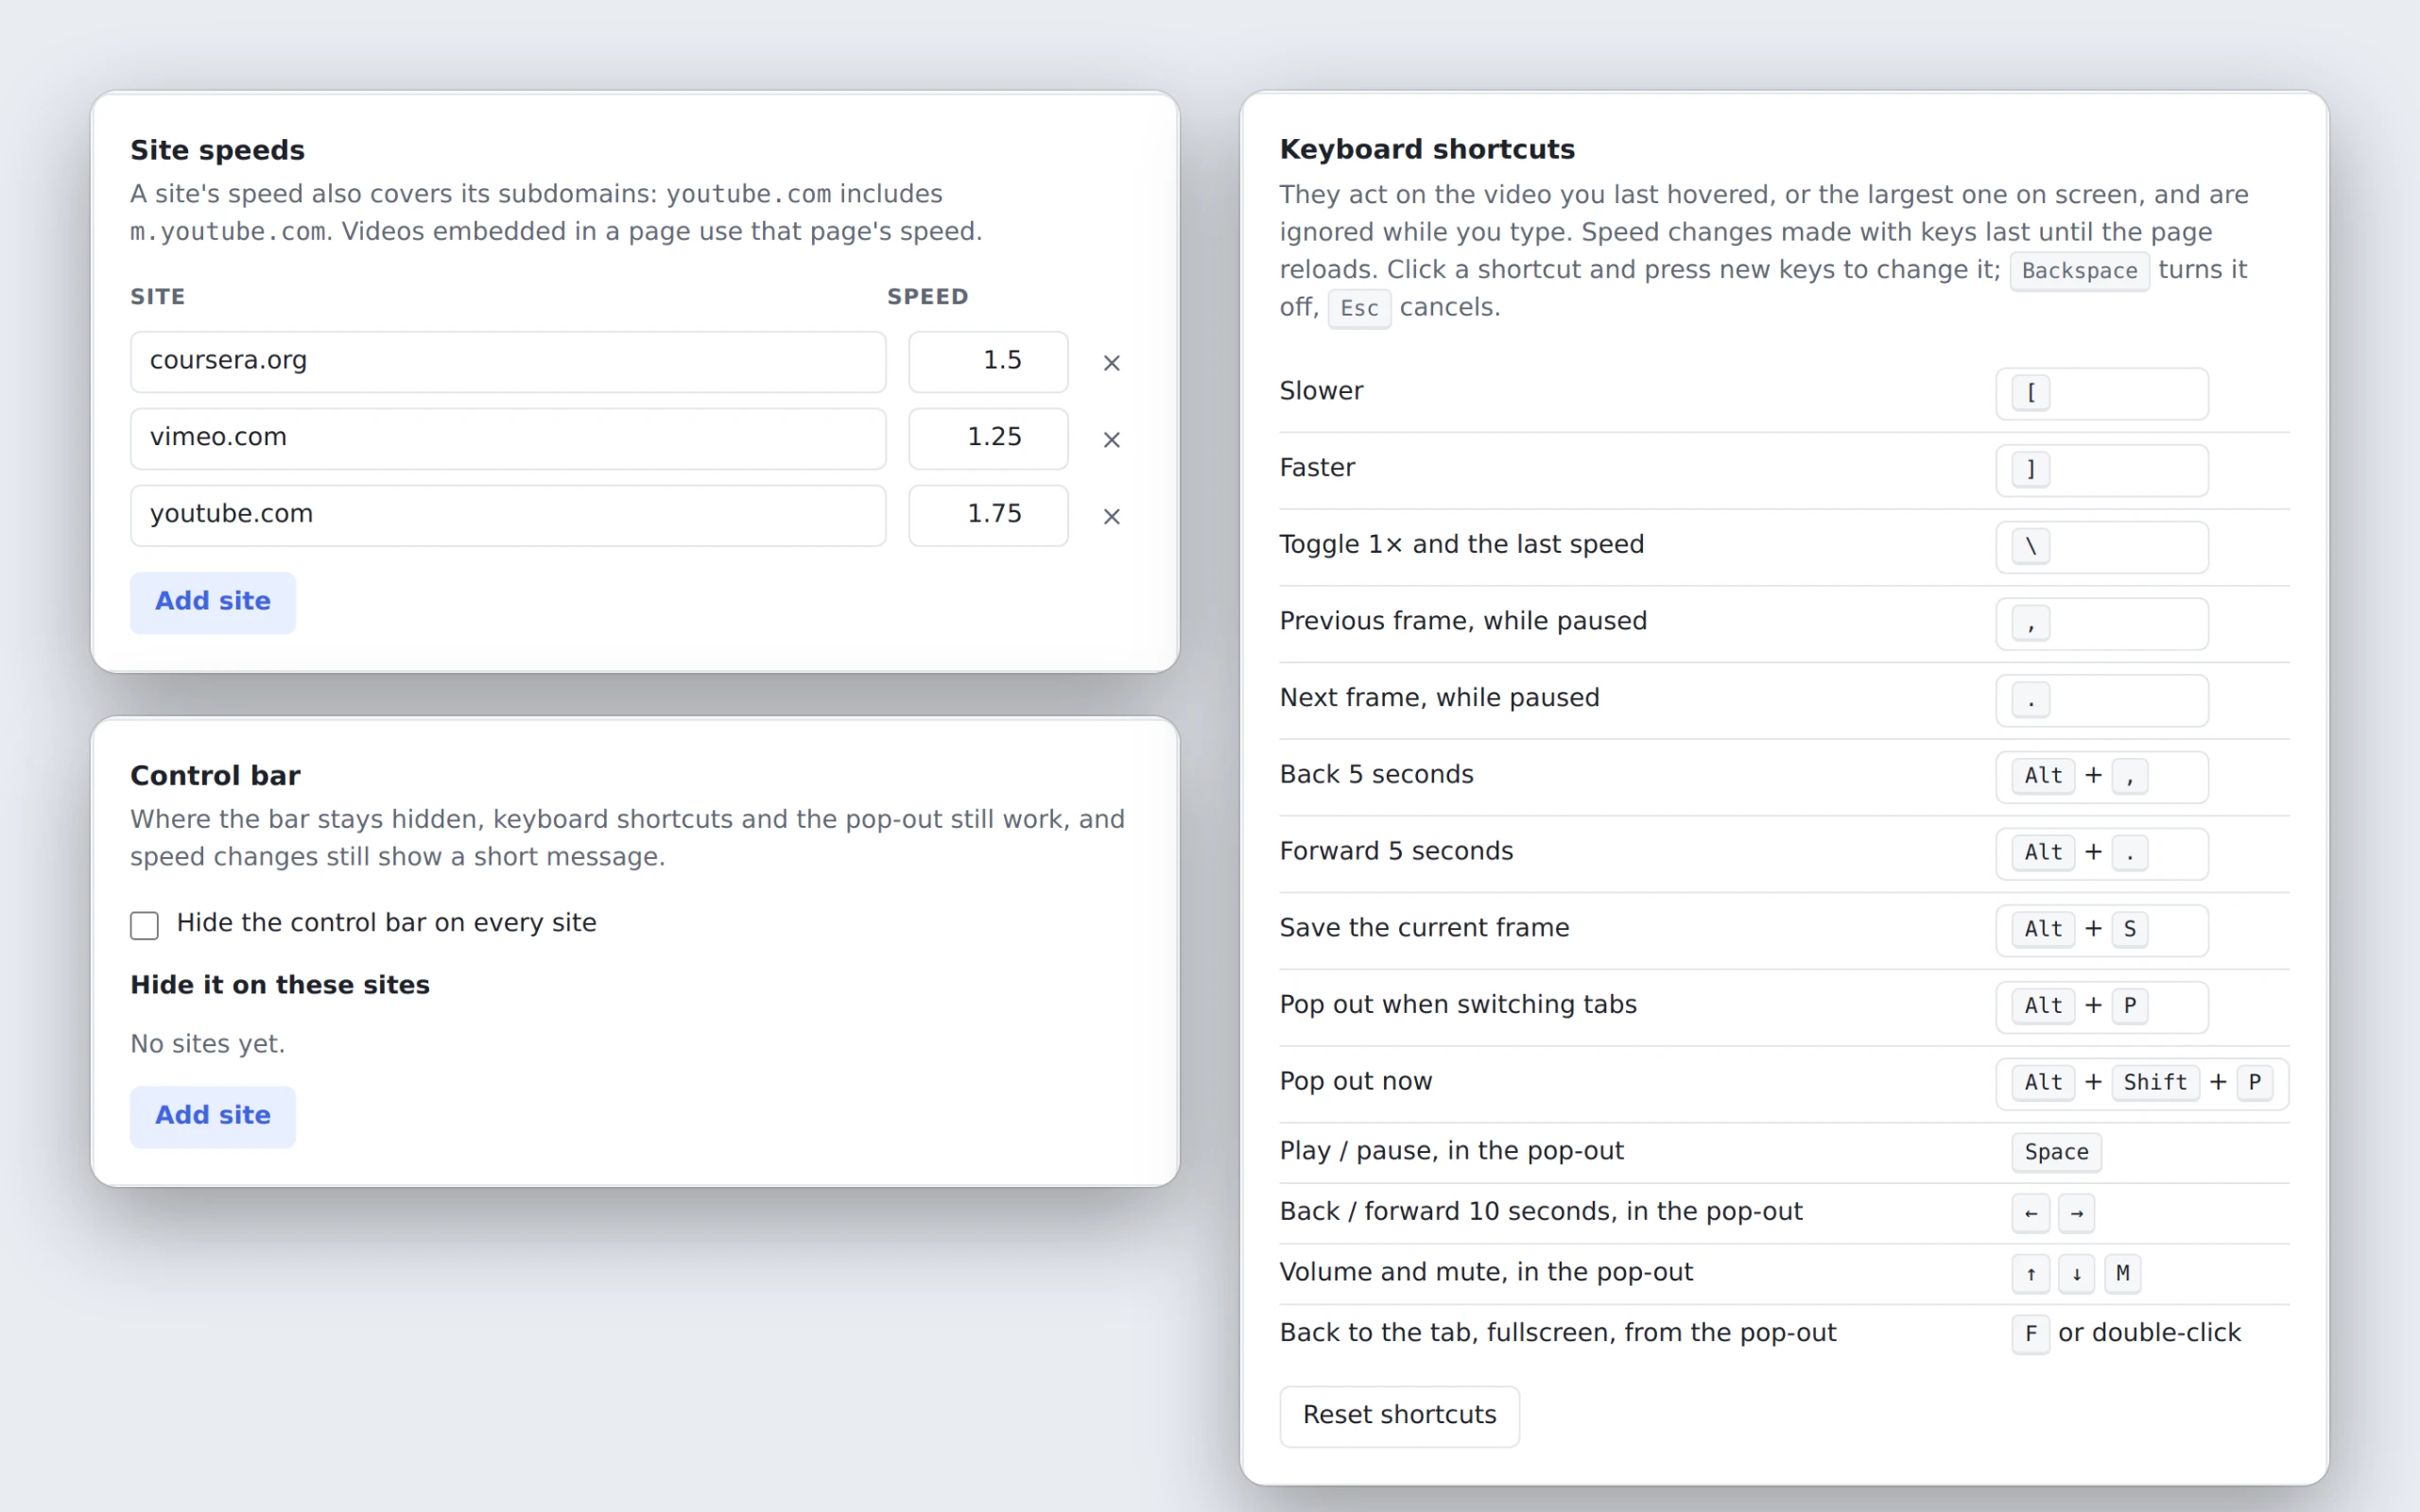 Site speeds
A site's speed also covers its subdomains: youtube.com includes
m.youtube.com. Videos embedded in a page use that page's speed.
SITE SPEED
coursera.org 1.5 ×
vimeo.com 1.25 ×
youtube.com 1.75 ×
Add site
Control bar
Where the bar stays hidden, keyboard shortcuts and the pop-out still work, and
speed changes still show a short message.
Hide the control bar on every site
Hide it on these sites
No sites yet.
Add site
Keyboard shortcuts
They act on the video you last hovered, or the largest one on screen, and are
ignored while you type. Speed changes made with keys last until the page
reloads. Click a shortcut and press new keys to change it; Backspace turns it
off, Esc cancels.
Slower [
Faster ]
Toggle 1× and the last speed \
Previous frame, while paused ,
Next frame, while paused .
Back 5 seconds Alt + ,
Forward 5 seconds Alt + .
Save the current frame Alt + S
Pop out when switching tabs Alt + P
Pop out now Alt + Shift + P
Play / pause, in the pop-out Space
Back / forward 10 seconds, in the pop-out ← →
Volume and mute, in the pop-out ↑ ↓ M
Back to the tab, fullscreen, from the pop-out F or double-click
Reset shortcuts